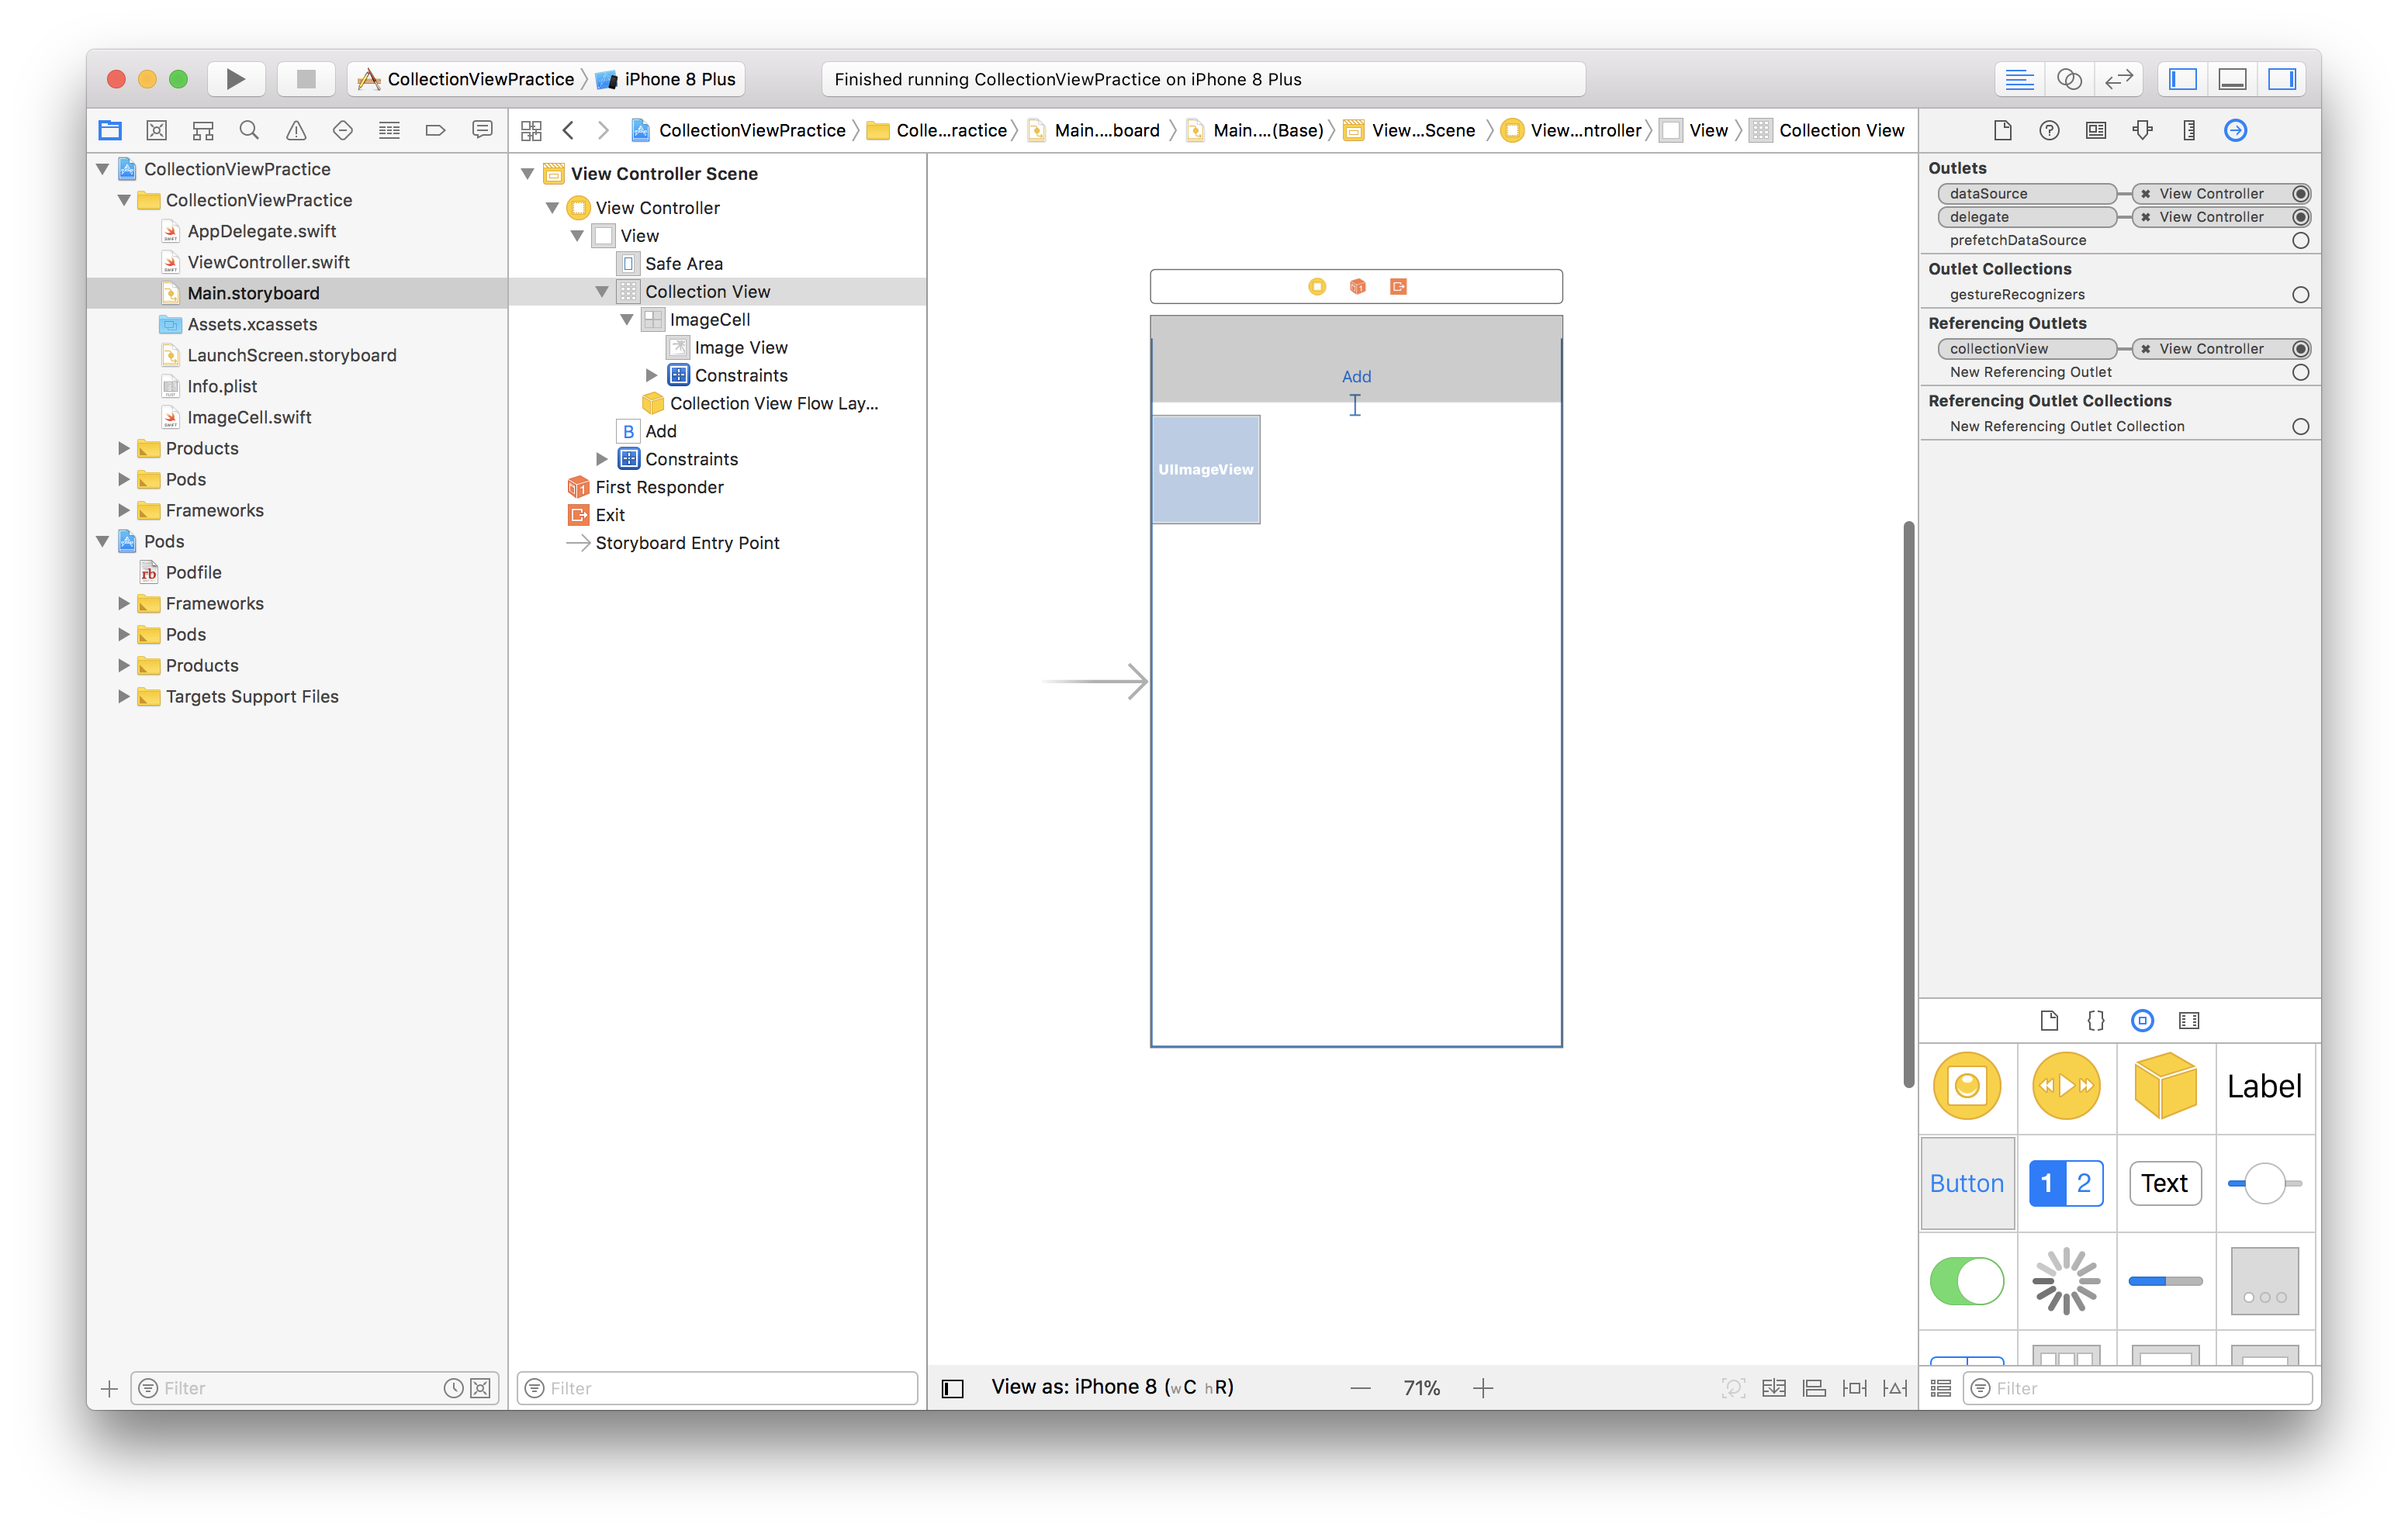 CollectionViewPractice iPhone 8 Plus
Finished running CollectionViewPractice on iPhone 8 Plus
CollectionViewPractice Colle...ractice Main....board Main....(Base) View...Scene View...ntroller View Collection View
CollectionViewPractice
CollectionViewPractice
AppDelegate.swift
ViewController.swift
Main.storyboard
Assets.xcassets
LaunchScreen.storyboard
Info.plist
ImageCell.swift
Products
Pods
Frameworks
Pods
rb Podfile
Frameworks
Pods
Products
Targets Support Files
Filter
View Controller Scene
View Controller
View
Safe Area
Collection View
ImageCell
Image View
Constraints
Collection View Flow Lay...
B Add
Constraints
First Responder
Exit
Storyboard Entry Point
Filter
Add
UIImageView
View as: iPhone 8 (wC hR)
71%
Outlets
dataSource View Controller
delegate View Controller
prefetchDataSource
Outlet Collections
gestureRecognizers
Referencing Outlets
collectionView View Controller
New Referencing Outlet
Referencing Outlet Collections
New Referencing Outlet Collection
Label
Button 1 2 Text
Filter